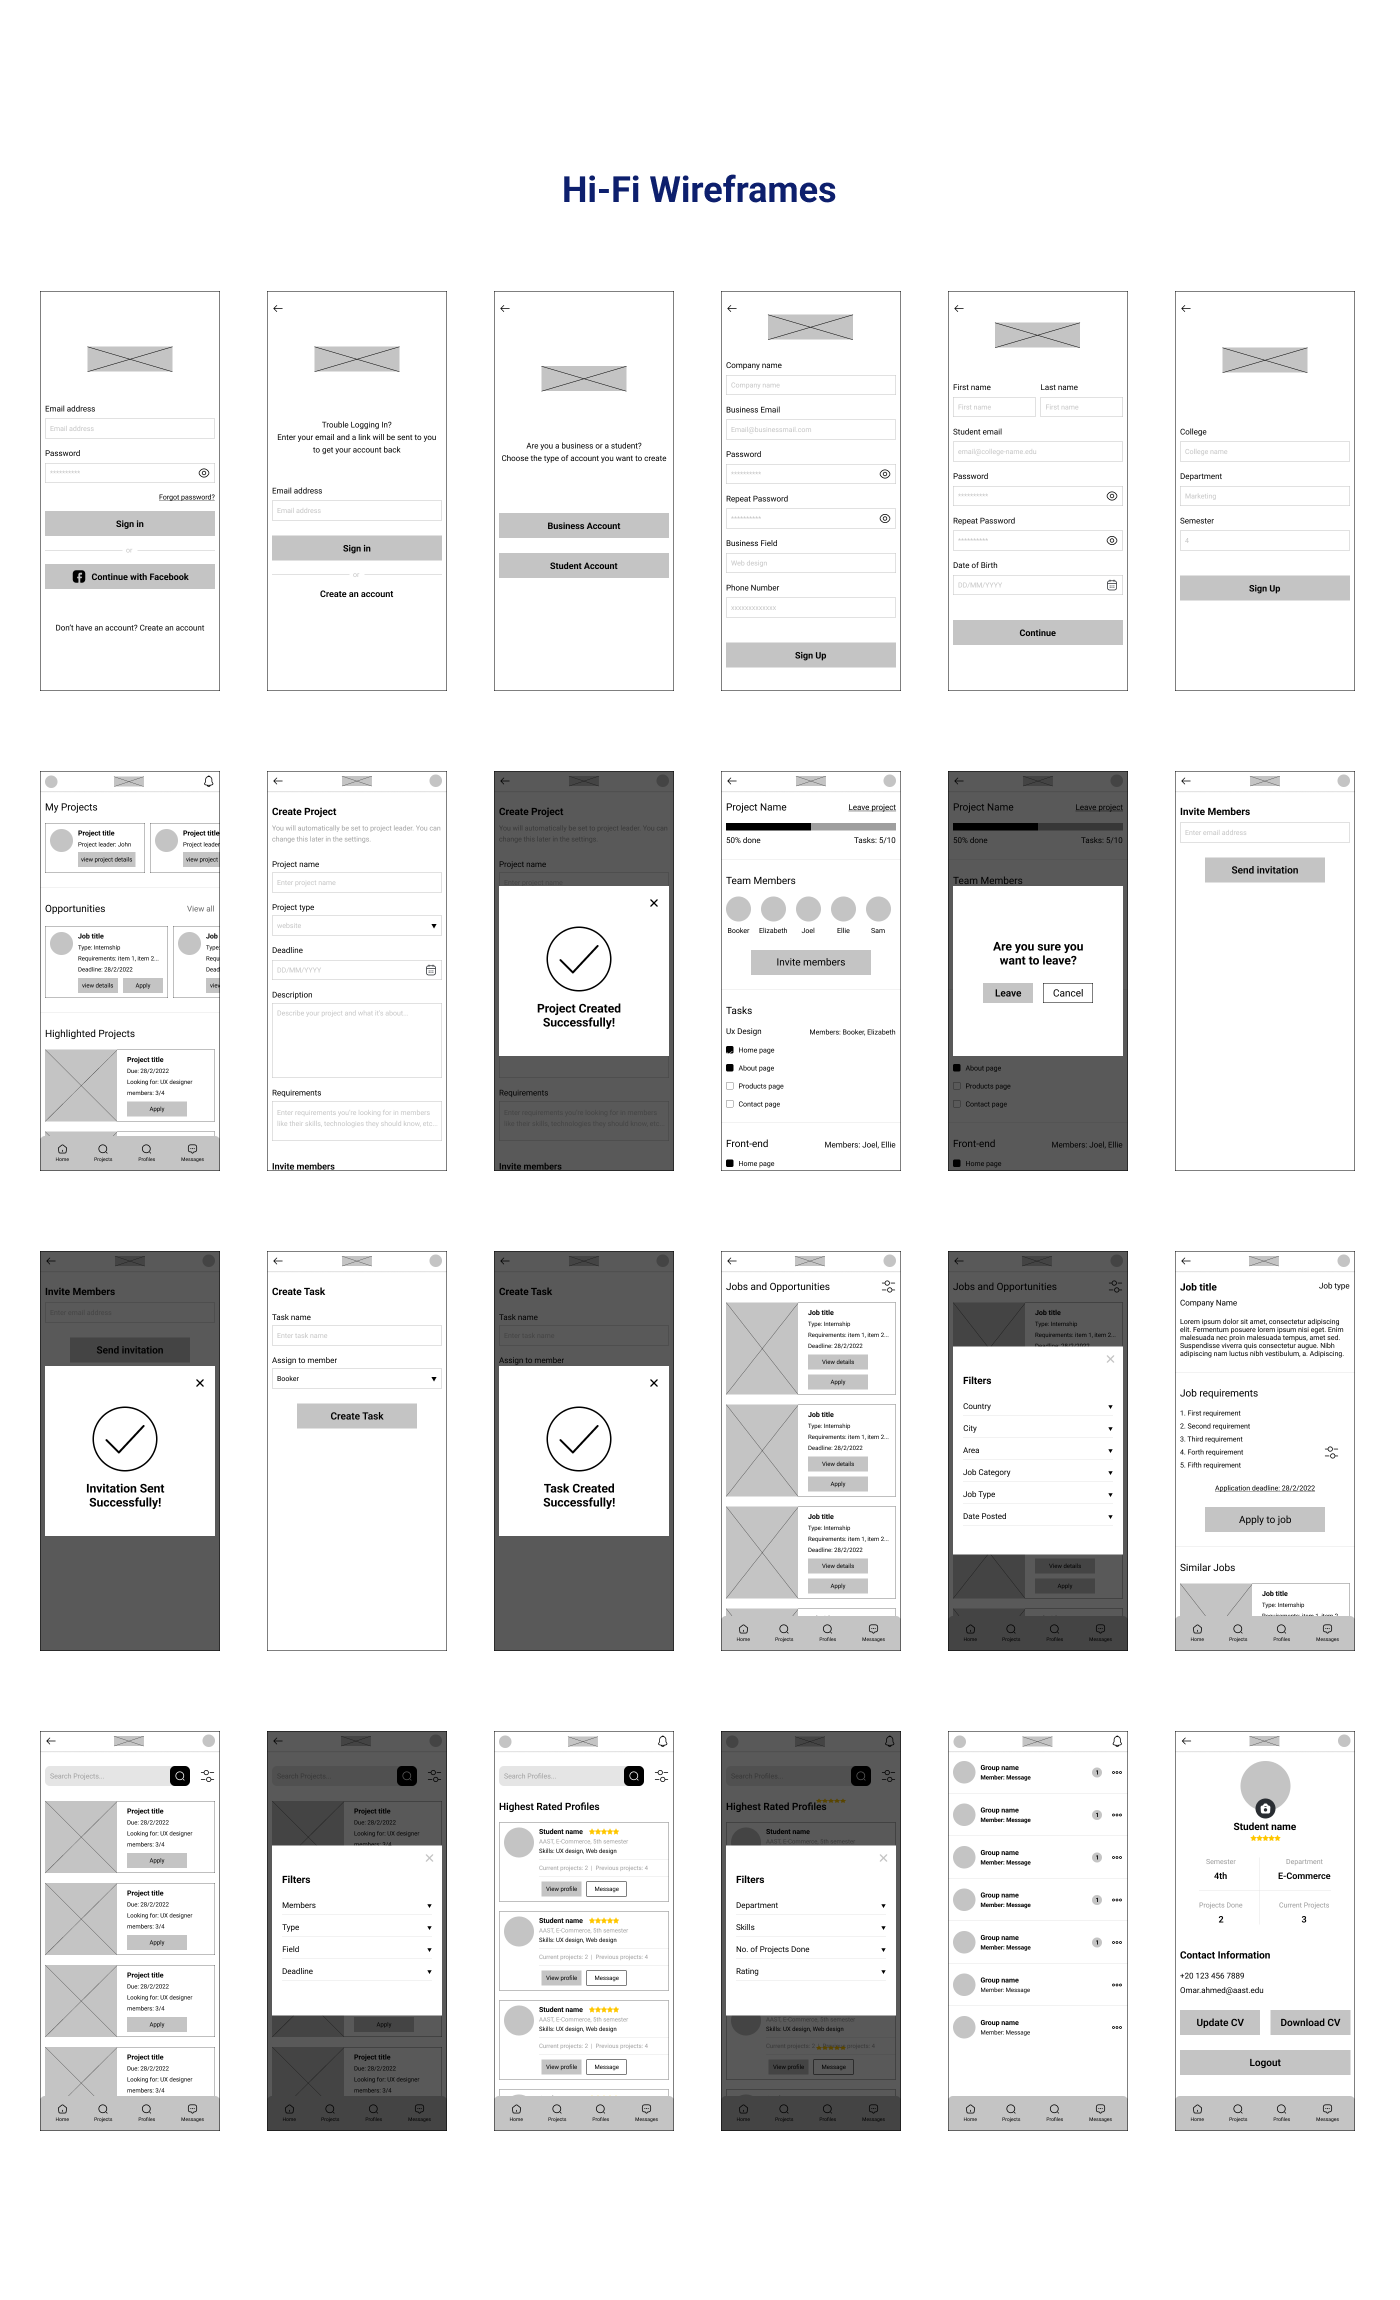 Hi-Fi Wireframes
Email address
Email address
Password
**********
Forgot password?
Sign in
or
Continue with Facebook
Don't have an account? Create an account
Trouble Logging In?
Enter your email and a link will be sent to you
to get your account back
Email address
Email address
Sign in
or
Create an account
Are you a business or a student?
Choose the type of account you want to create
Business Account
Student Account
Company name
Company name
Business Email
Email@businessmail.com
Password
**********
Repeat Password
**********
Business Field
Web design
Phone Number
xxxxxxxxxxxxx
Sign Up
First name Last name
First name First name
Student email
email@college-name.edu
Password
**********
Repeat Password
**********
Date of Birth
DD/MM/YYYY
Continue
College
College name
Department
Marketing
Semester
4
Sign Up
My Projects
Project title
Project leader: John
view project details
Project title
Project leader:
view project
Opportunities View all
Job title
Type: Internship
Requirements: item 1, item 2...
Deadline: 28/2/2022
view details Apply
Job
Type:
Requ
Dead
view
Highlighted Projects
Project title
Due: 28/2/2022
Looking for: UX designer
members: 3/4
Apply
Home Projects Profiles Messages
Create Project
You will automatically be set to project leader. You can
change this later in the settings
Project name
Enter project name
Project type
website
Deadline
DD/MM/YYYY
Description
Describe your project and what it's about...
Requirements
Enter requirements you're looking for in members
like their skills, technologies they should know, etc...
Invite members
Create Project
You will automatically be set to project leader. You can
change this later in the settings
Project name
Enter project name
Project Created
Successfully!
Requirements
Enter requirements you're looking for in members
like their skills, technologies they should know, etc...
Invite members
Project Name Leave project
50% done Tasks: 5/10
Team Members
Booker Elizabeth Joel Ellie Sam
Invite members
Tasks
Ux Design Members: Booker, Elizabeth
Home page
About page
Products page
Contact page
Front-end Members: Joel, Ellie
Home page
Project Name Leave project
50% done Tasks: 5/10
Team Members
Are you sure you
want to leave?
Leave Cancel
About page
Products page
Contact page
Front-end Members: Joel, Ellie
Home page
Invite Members
Enter email address
Send invitation
Invite Members
Enter email address
Send invitation
Invitation Sent
Successfully!
Create Task
Task name
Enter task name
Assign to member
Booker
Create Task
Create Task
Task name
Enter task name
Assign to member
Task Created
Successfully!
Jobs and Opportunities
Job title
Type: Internship
Requirements: item 1, item 2...
Deadline: 28/2/2022
View details
Apply
Job title
Type: Internship
Requirements: item 1, item 2...
Deadline: 28/2/2022
View details
Apply
Job title
Type: Internship
Requirements: item 1, item 2...
Deadline: 28/2/2022
View details
Apply
Home Projects Profiles Messages
Jobs and Opportunities
Job title
Type: Internship
Requirements: item 1, item 2...
Deadline: 28/2/2022
Filters
Country
City
Area
Job Category
Job Type
Date Posted
View details
Apply
Home Projects Profiles Messages
Job title Job type
Company Name
Lorem ipsum dolor sit amet, consectetur adipiscing
elit. Fermentum posuere lorem ipsum nisi eget. Enim
malesuada nec proin malesuada tempus, amet sed.
Suspendisse viverra quis consectetur augue. Nibh
adipiscing nam luctus nibh vestibulum, a. Adipiscing.
Job requirements
1. First requirement
2. Second requirement
3. Third requirement
4. Forth requirement
5. Fifth requirement
Application deadline: 28/2/2022
Apply to job
Similar Jobs
Job title
Type: Internship
Requirements: item 1, item 2...
Home Projects Profiles Messages
Search Projects...
Project title
Due: 28/2/2022
Looking for: UX designer
members: 3/4
Apply
Project title
Due: 28/2/2022
Looking for: UX designer
members: 3/4
Apply
Project title
Due: 28/2/2022
Looking for: UX designer
members: 3/4
Apply
Project title
Due: 28/2/2022
Looking for: UX designer
members: 3/4
Home Projects Profiles Messages
Search Projects...
Project title
Due: 28/2/2022
Looking for: UX designer
members: 3/4
Filters
Members
Type
Field
Deadline
Apply
Project title
Due: 28/2/2022
Looking for: UX designer
members: 3/4
Home Projects Profiles Messages
Search Profiles...
Highest Rated Profiles
Student name
AAST, E-Commerce, 5th semester
Skills: UX design, Web design
Current projects: 2 | Previous projects: 4
View profile Message
Student name
AAST, E-Commerce, 5th semester
Skills: UX design, Web design
Current projects: 2 | Previous projects: 4
View profile Message
Student name
AAST, E-Commerce, 5th semester
Skills: UX design, Web design
Current projects: 2 | Previous projects: 4
View profile Message
Home Projects Profiles Messages
Search Profiles...
Highest Rated Profiles
Student name
AAST, E-Commerce, 5th semester
Filters
Department
Skills
No. of Projects Done
Rating
AAST, E-Commerce, 5th semester
Skills: UX design, Web design
Current projects: 2 | Previous projects: 4
View profile Message
Home Projects Profiles Messages
Group name
Member: Message 1
Group name
Member: Message 1
Group name
Member: Message 1
Group name
Member: Message 1
Group name
Member: Message 1
Group name
Member: Message
Group name
Member: Message
Home Projects Profiles Messages
Student name
Semester Department
4th E-Commerce
Projects Done Current Projects
2 3
Contact Information
+20 123 456 7889
Omar.ahmed@aast.edu
Update CV Download CV
Logout
Home Projects Profiles Messages